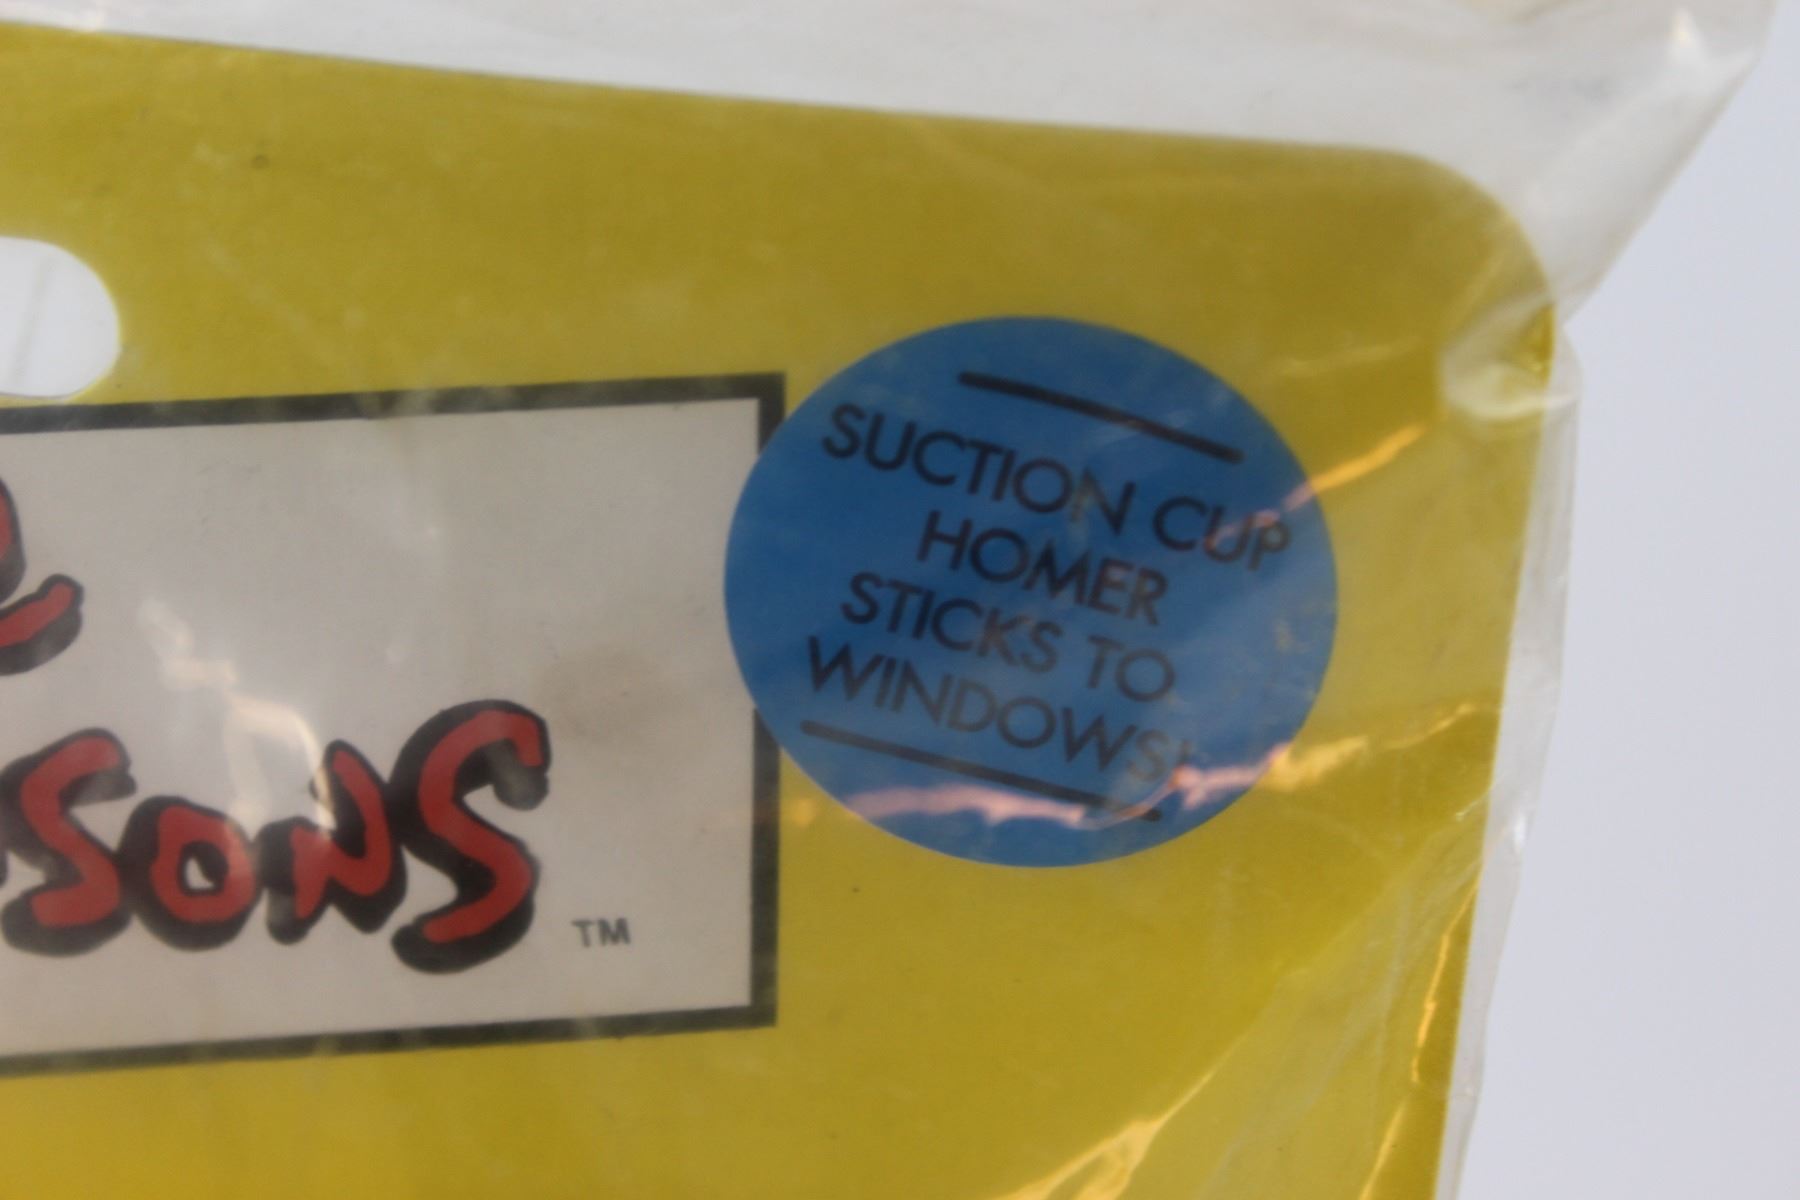 SONS TM
SUCTION CUP
HOMER
STICKS TO
WINDOWS!